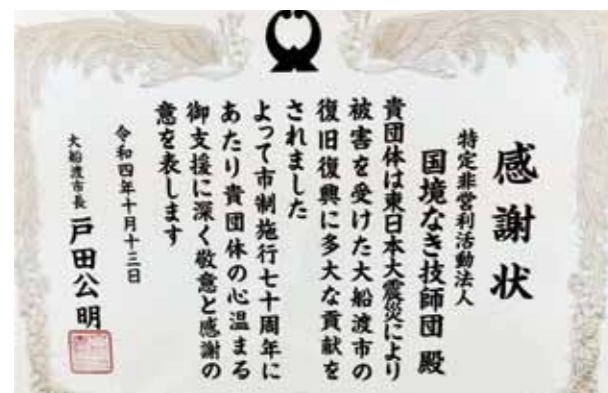 感謝状
特定非営利活動法人
国境なき技師団 殿
貴団体は東日本大震災により
被害を受けた大船渡市の
復旧復興に多大な貢献を
されました
よって市制施行七十周年に
あたり貴団体の心温まる
御支援に深く敬意と感謝の
意を表します
令和四年十月十三日
大船渡市長 戸田公明